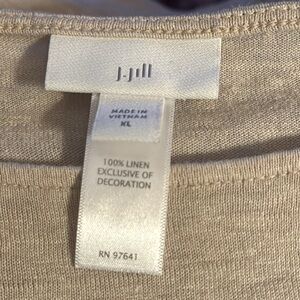 J.Jill
MADE IN
VIETNAM
XL
100% LINEN
EXCLUSIVE OF
DECORATION
RN 97641